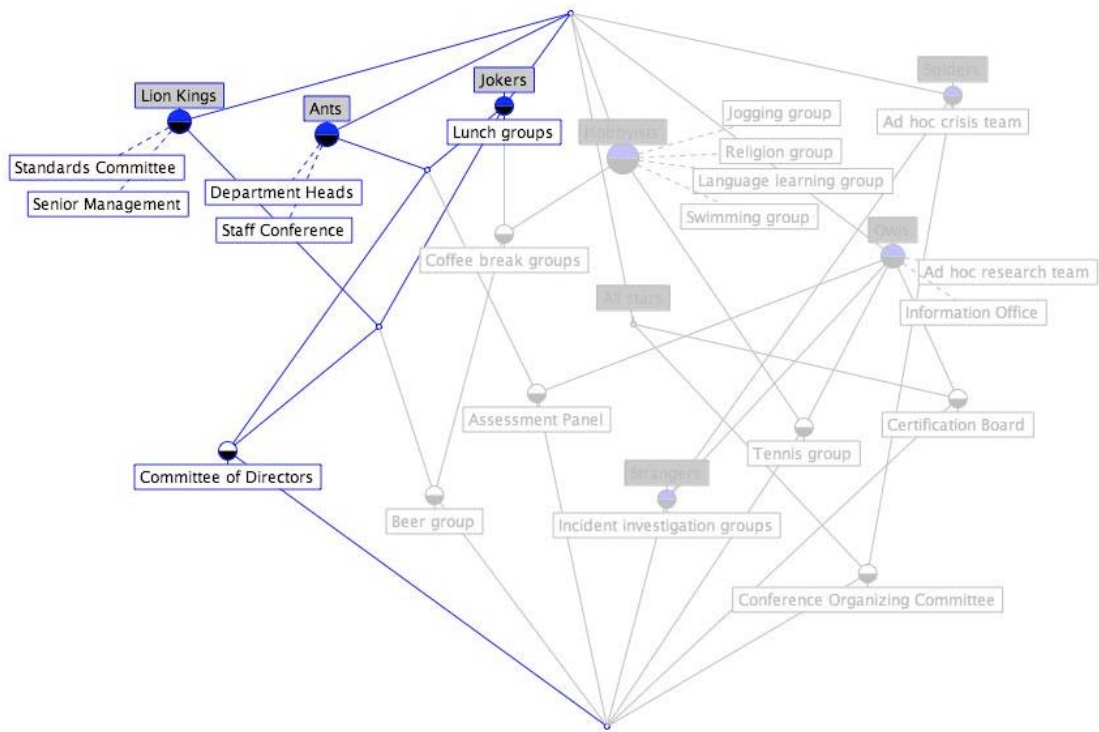 Jokers
Spiders
Lion Kings
Ants
Jogging group
Ad hoc crisis team
Lunch groups
Hobbyists
Religion group
Standards Committee
Language learning group
Department Heads
Senior Management
Swimming group
Staff Conference
Owls
Coffee break groups
Ad hoc research team
All stars
Information Office
Assessment Panel
Certification Board
Tennis group
Committee of Directors
Strangers
Beer group
Incident investigation groups
Conference Organizing Committee